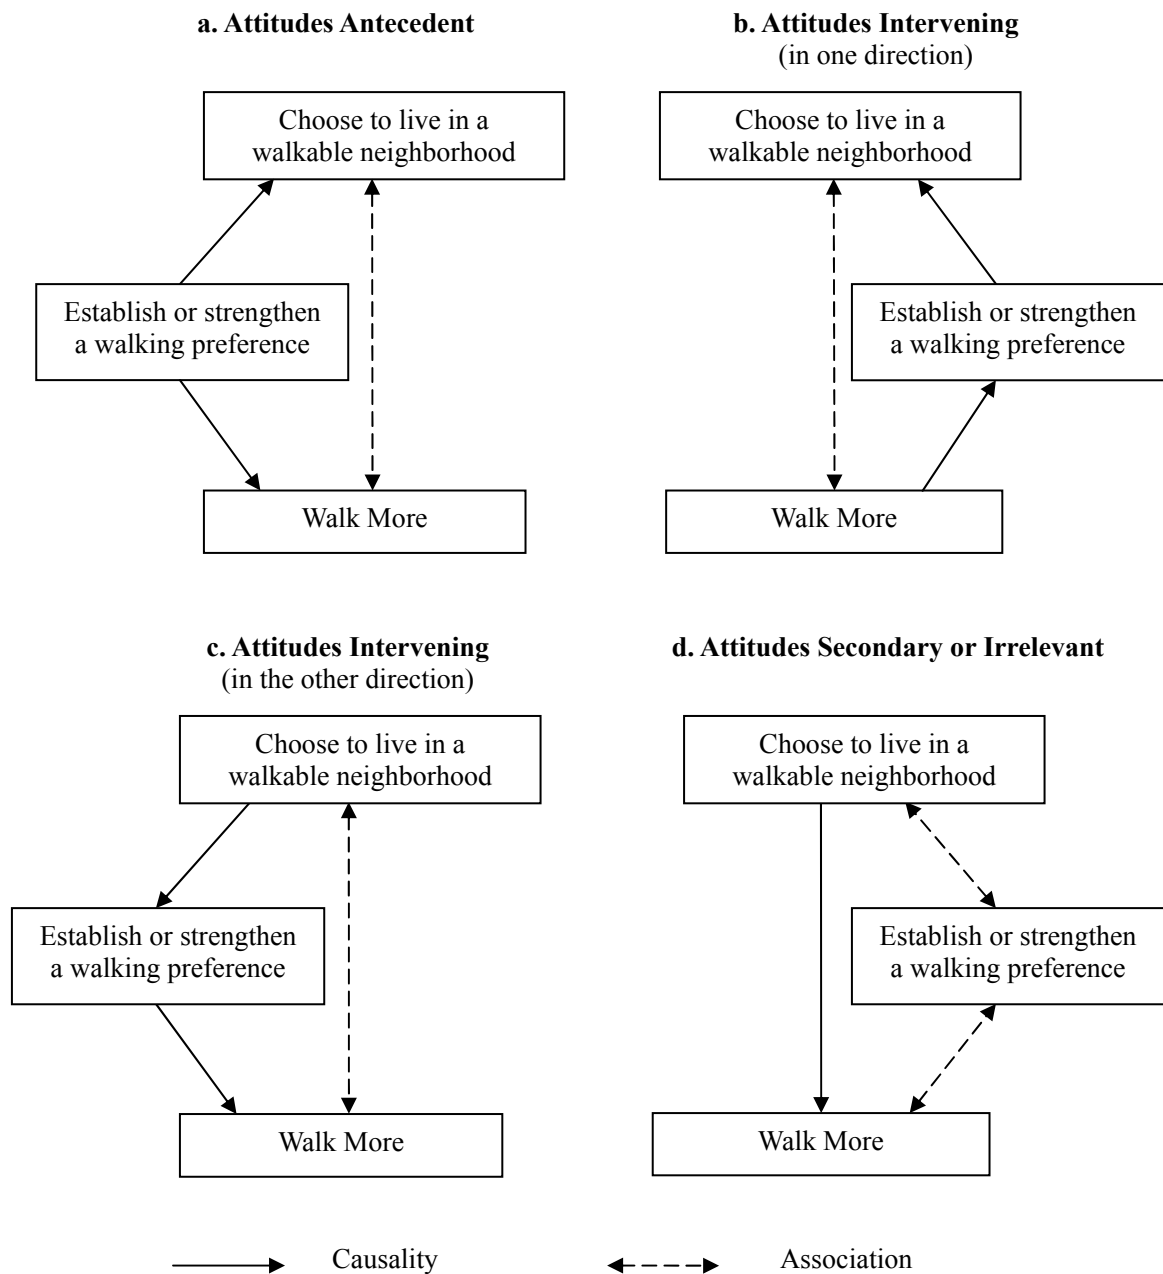 a. Attitudes Antecedent
Choose to live in a
walkable neighborhood
Establish or strengthen
a walking preference
Walk More
b. Attitudes Intervening
(in one direction)
Choose to live in a
walkable neighborhood
Establish or strengthen
a walking preference
Walk More
c. Attitudes Intervening
(in the other direction)
Choose to live in a
walkable neighborhood
Establish or strengthen
a walking preference
Walk More
d. Attitudes Secondary or Irrelevant
Choose to live in a
walkable neighborhood
Establish or strengthen
a walking preference
Walk More
Causality
Association